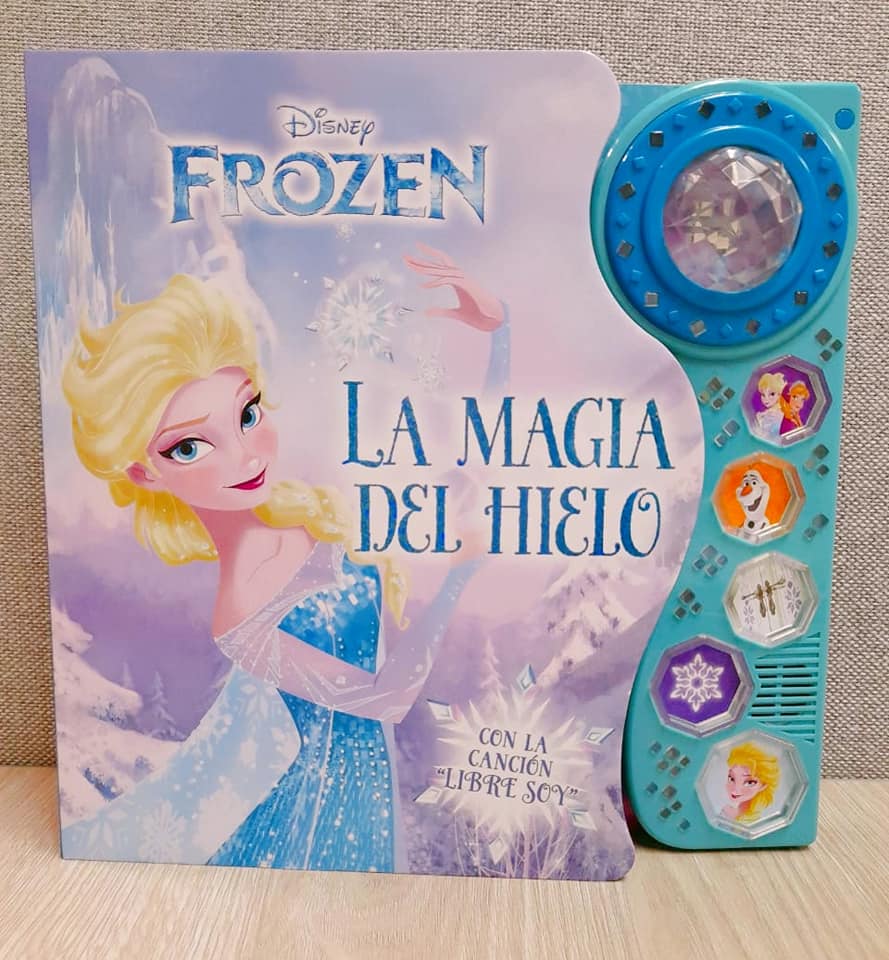 Disney
FROZEN
LA MAGIA
DEL HIELO
CON LA
CANCIÓN
"LIBRE SOY"